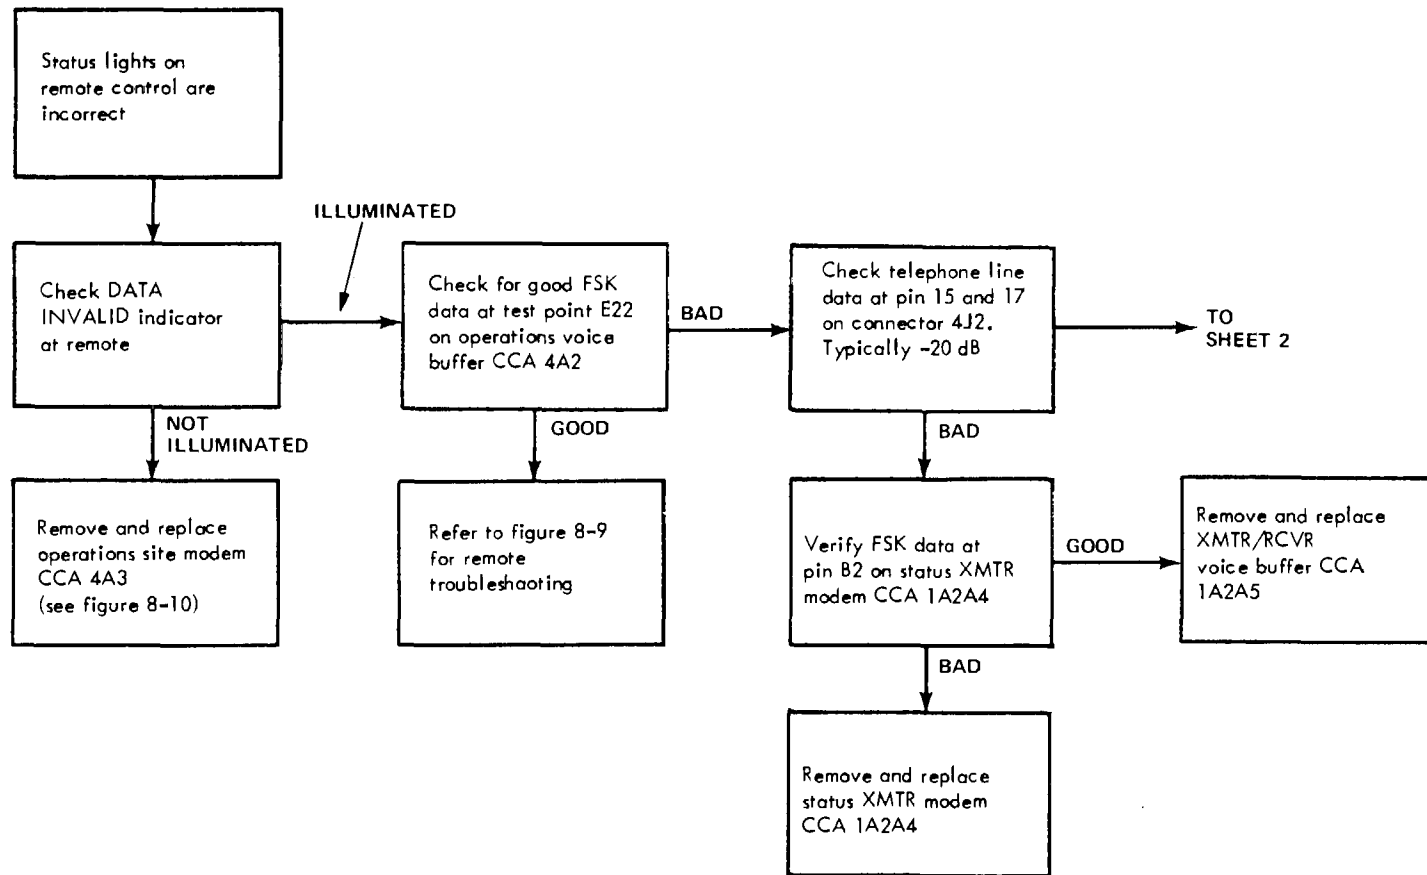 Status lights on
remote control are
incorrect
ILLUMINATED
Check DATA
INVALID indicator
at remote
Check for good FSK
data at test point E22
on operations voice
buffer CCA 4A2
BAD
Check telephone line
data at pin 15 and 17
on connector 4J2.
Typically -20 dB
TO
SHEET 2
NOT
ILLUMINATED
GOOD
BAD
Remove and replace
operations site modem
CCA 4A3
(see figure 8-10)
Refer to figure 8-9
for remote
troubleshaoting
Verify FSK data at
pin B2 on status XMTR
modem CCA 1A2A4
GOOD
Remove and replace
XMTR/RCVR
voice buffer CCA
1A2A5
BAD
Remove and replace
status XMTR modem
CCA 1A2A4